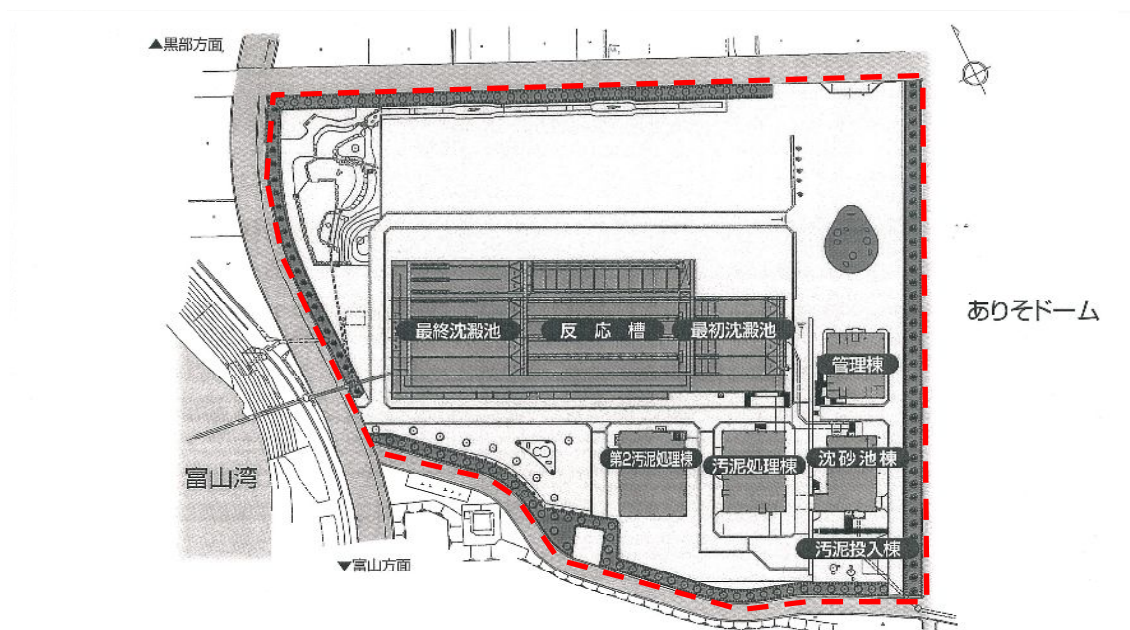 ▲黒部方面
ありそドーム
最終沈澱池
反応槽
最初沈澱池
管理棟
第2汚泥処理棟
汚泥処理棟
沈砂池棟
富山湾
汚泥投入棟
▼富山方面